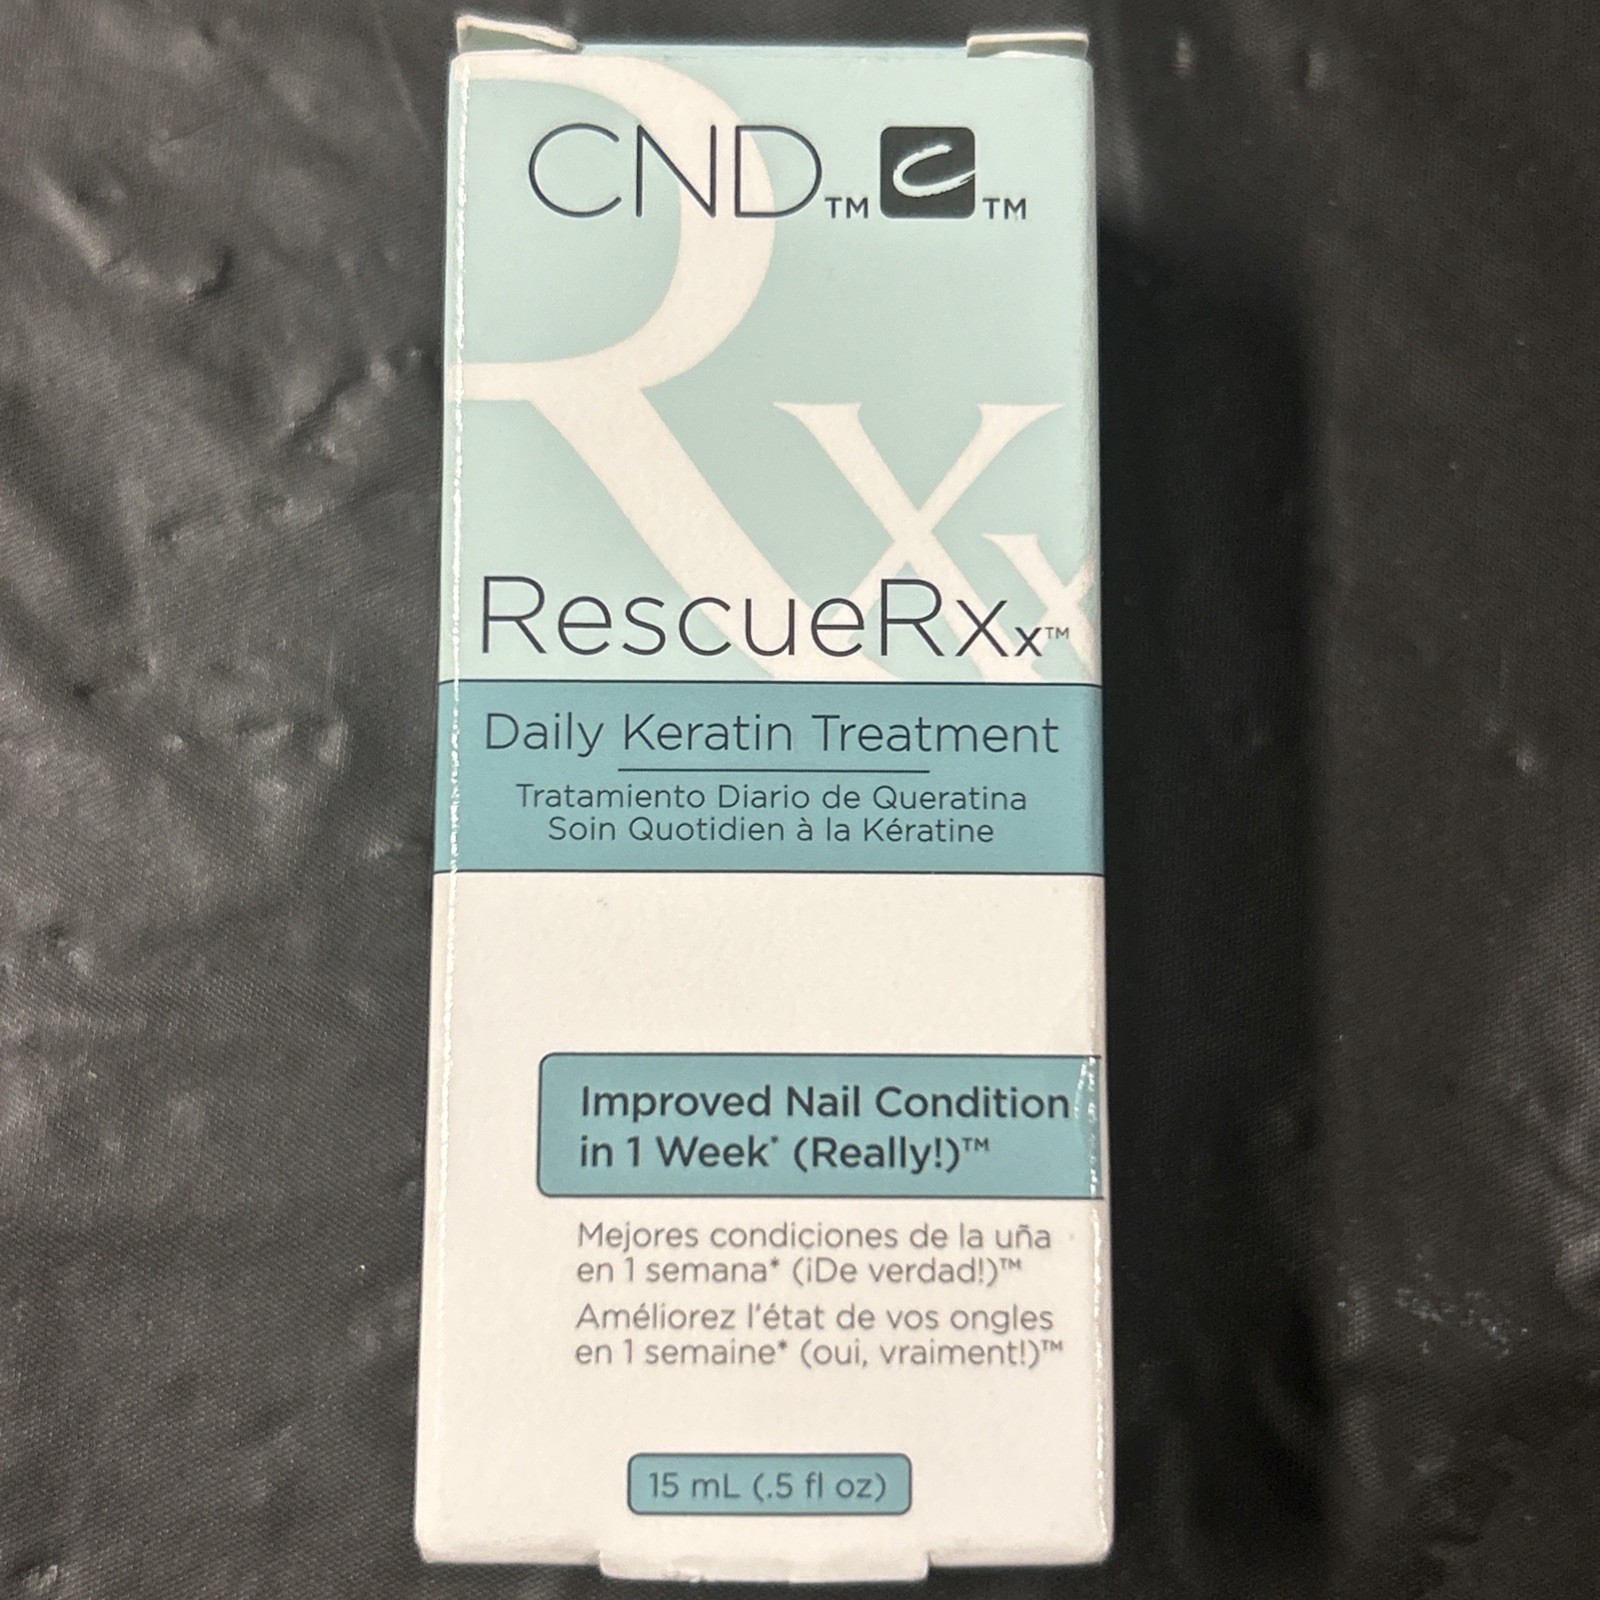 CND™ C™
RescueRxx™
Daily Keratin Treatment
Tratamiento Diario de Queratina
Soin Quotidien à la Kératine
Improved Nail Condition
in 1 Week* (Really!)™
Mejores condiciones de la uña
en 1 semana* (¡De verdad!)™
Améliorez l'état de vos ongles
en 1 semaine* (oui, vraiment!)™
15 mL (.5 fl oz)